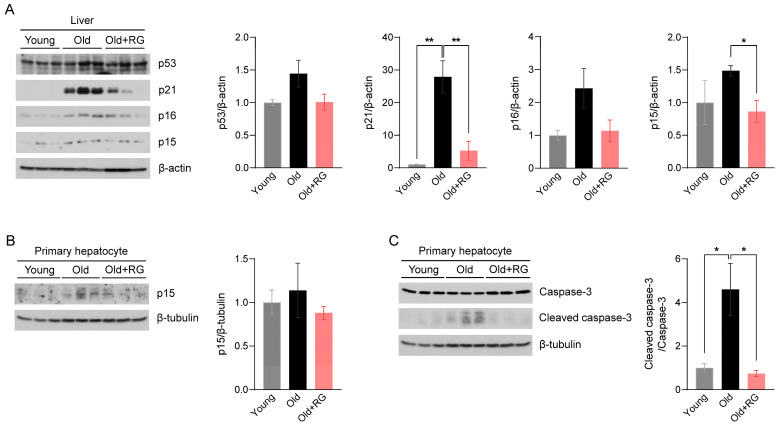 A
Liver
Young Old Old+RG
p53
p21
p16
p15
β-actin
p53/β-actin
2.0
1.5
1.0
0.5
0.0
Young
Old
Old+RG
p21/β-actin
40
30
20
10
0
** **
Young
Old
Old+RG
p16/β-actin
4
3
2
1
0
Young
Old
Old+RG
p15/β-actin
2.0
1.5
1.0
0.5
0.0
*
Young
Old
Old+RG
B
Primary hepatocyte
Young Old Old+RG
p15
β-tubulin
p15/β-tubulin
1.5
1.0
0.5
0.0
Young
Old
Old+RG
C
Primary hepatocyte
Young Old Old+RG
Caspase-3
Cleaved caspase-3
β-tubulin
Cleaved caspase-3
/Caspase-3
6
4
2
0
* *
Young
Old
Old+RG